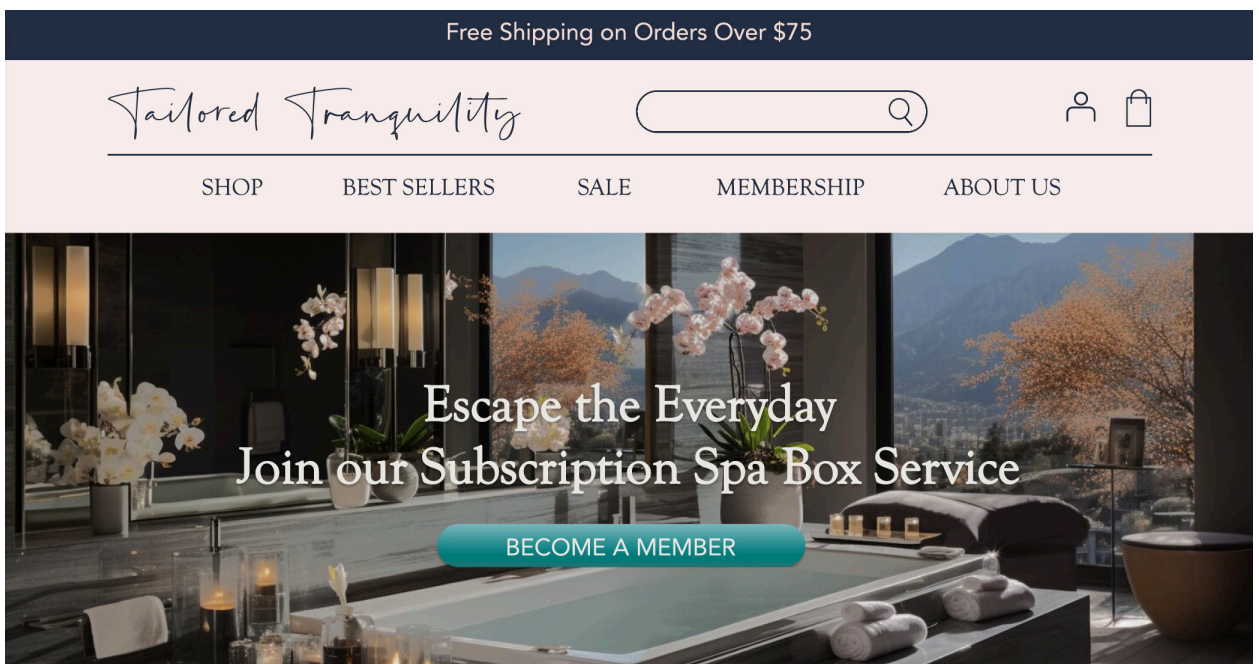 Free Shipping on Orders Over $75
Tailored Tranquility
SHOP BEST SELLERS SALE MEMBERSHIP ABOUT US
Escape the Everyday
Join our Subscription Spa Box Service
BECOME A MEMBER